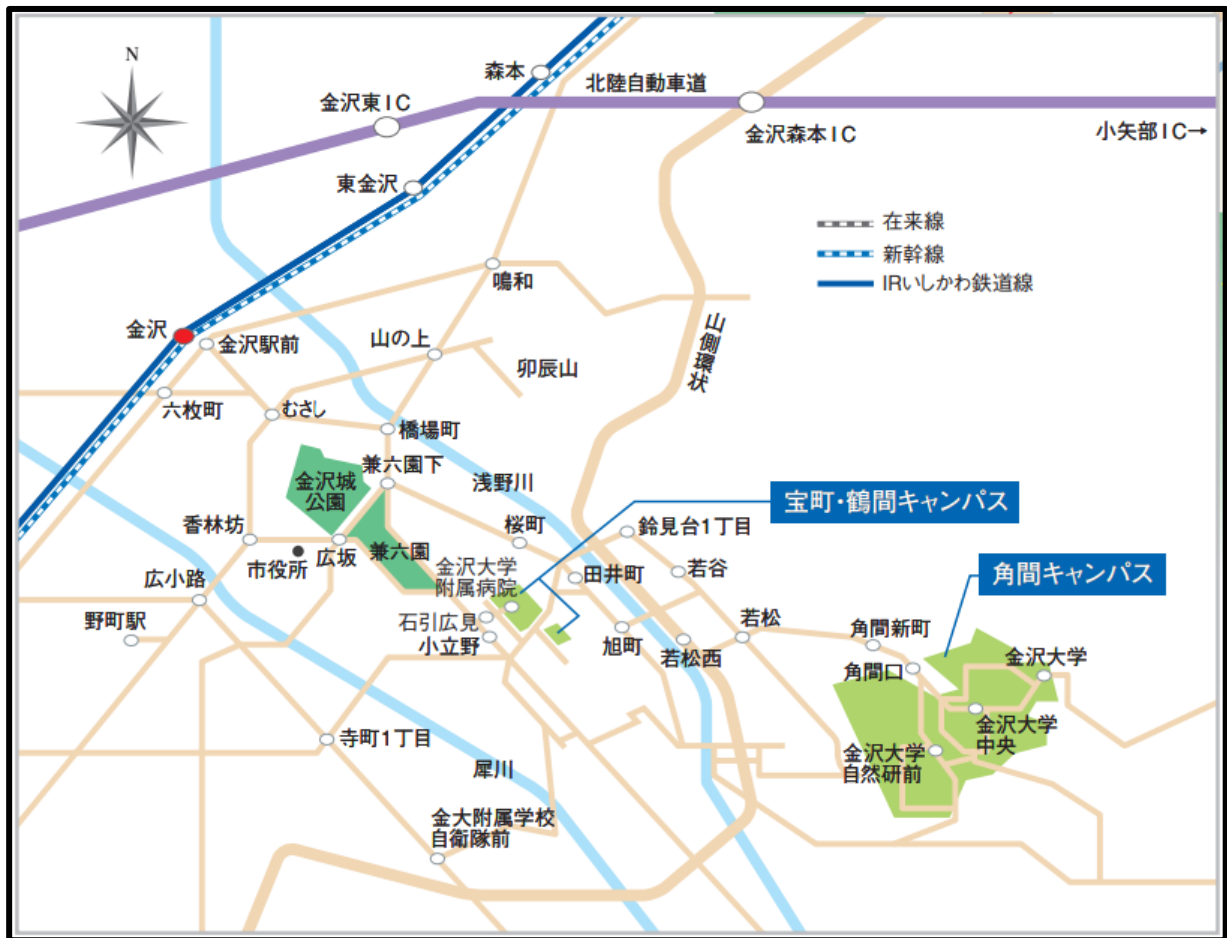 N
森本
北陸自動車道
金沢東IC
金沢森本IC
小矢部IC→
東金沢
在来線
新幹線
IRいしかわ鉄道線
鳴和
金沢
金沢駅前
山の上
卯辰山
山側環状
六枚町
むさし
橋場町
金沢城
公園
兼六園下
浅野川
宝町・鶴間キャンパス
香林坊
市役所
広坂
兼六園
桜町
鈴見台1丁目
金沢大学
附属病院
田井町
若谷
角間キャンパス
広小路
野町駅
石引広見
小立野
旭町
若松西
若松
角間新町
角間口
金沢大学
金沢大学
中央
金沢大学
自然研前
寺町1丁目
犀川
金大附属学校
自衛隊前